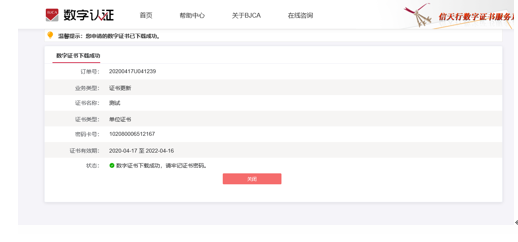 BJCA 数字认证 首页 帮助中心 关于BJCA 在线咨询 信天行数字证书服务
温馨提示：您申请的数字证书已下载成功。
数字证书下载成功
订单号： 20200417U041239
业务类型： 证书更新
证书名称： 测试
证书类型： 单位证书
密码卡号： 102080006512167
证书有效期： 2020-04-17 至 2022-04-16
状态： 数字证书下载成功，请牢记证书密码。
关闭